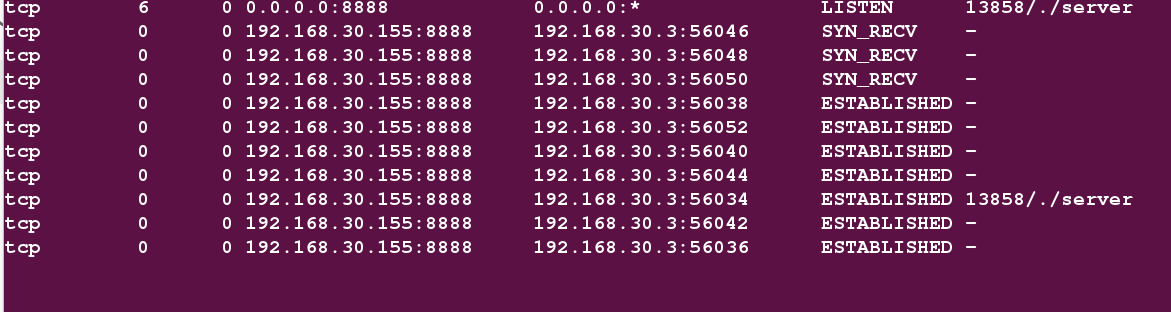 tcp 6 0 0.0.0.0:8888 0.0.0.0:* LISTEN 13858/./server
tcp 0 0 192.168.30.155:8888 192.168.30.3:56046 SYN_RECV -
tcp 0 0 192.168.30.155:8888 192.168.30.3:56048 SYN_RECV -
tcp 0 0 192.168.30.155:8888 192.168.30.3:56050 SYN_RECV -
tcp 0 0 192.168.30.155:8888 192.168.30.3:56038 ESTABLISHED -
tcp 0 0 192.168.30.155:8888 192.168.30.3:56052 ESTABLISHED -
tcp 0 0 192.168.30.155:8888 192.168.30.3:56040 ESTABLISHED -
tcp 0 0 192.168.30.155:8888 192.168.30.3:56044 ESTABLISHED -
tcp 0 0 192.168.30.155:8888 192.168.30.3:56034 ESTABLISHED 13858/./server
tcp 0 0 192.168.30.155:8888 192.168.30.3:56042 ESTABLISHED -
tcp 0 0 192.168.30.155:8888 192.168.30.3:56036 ESTABLISHED -